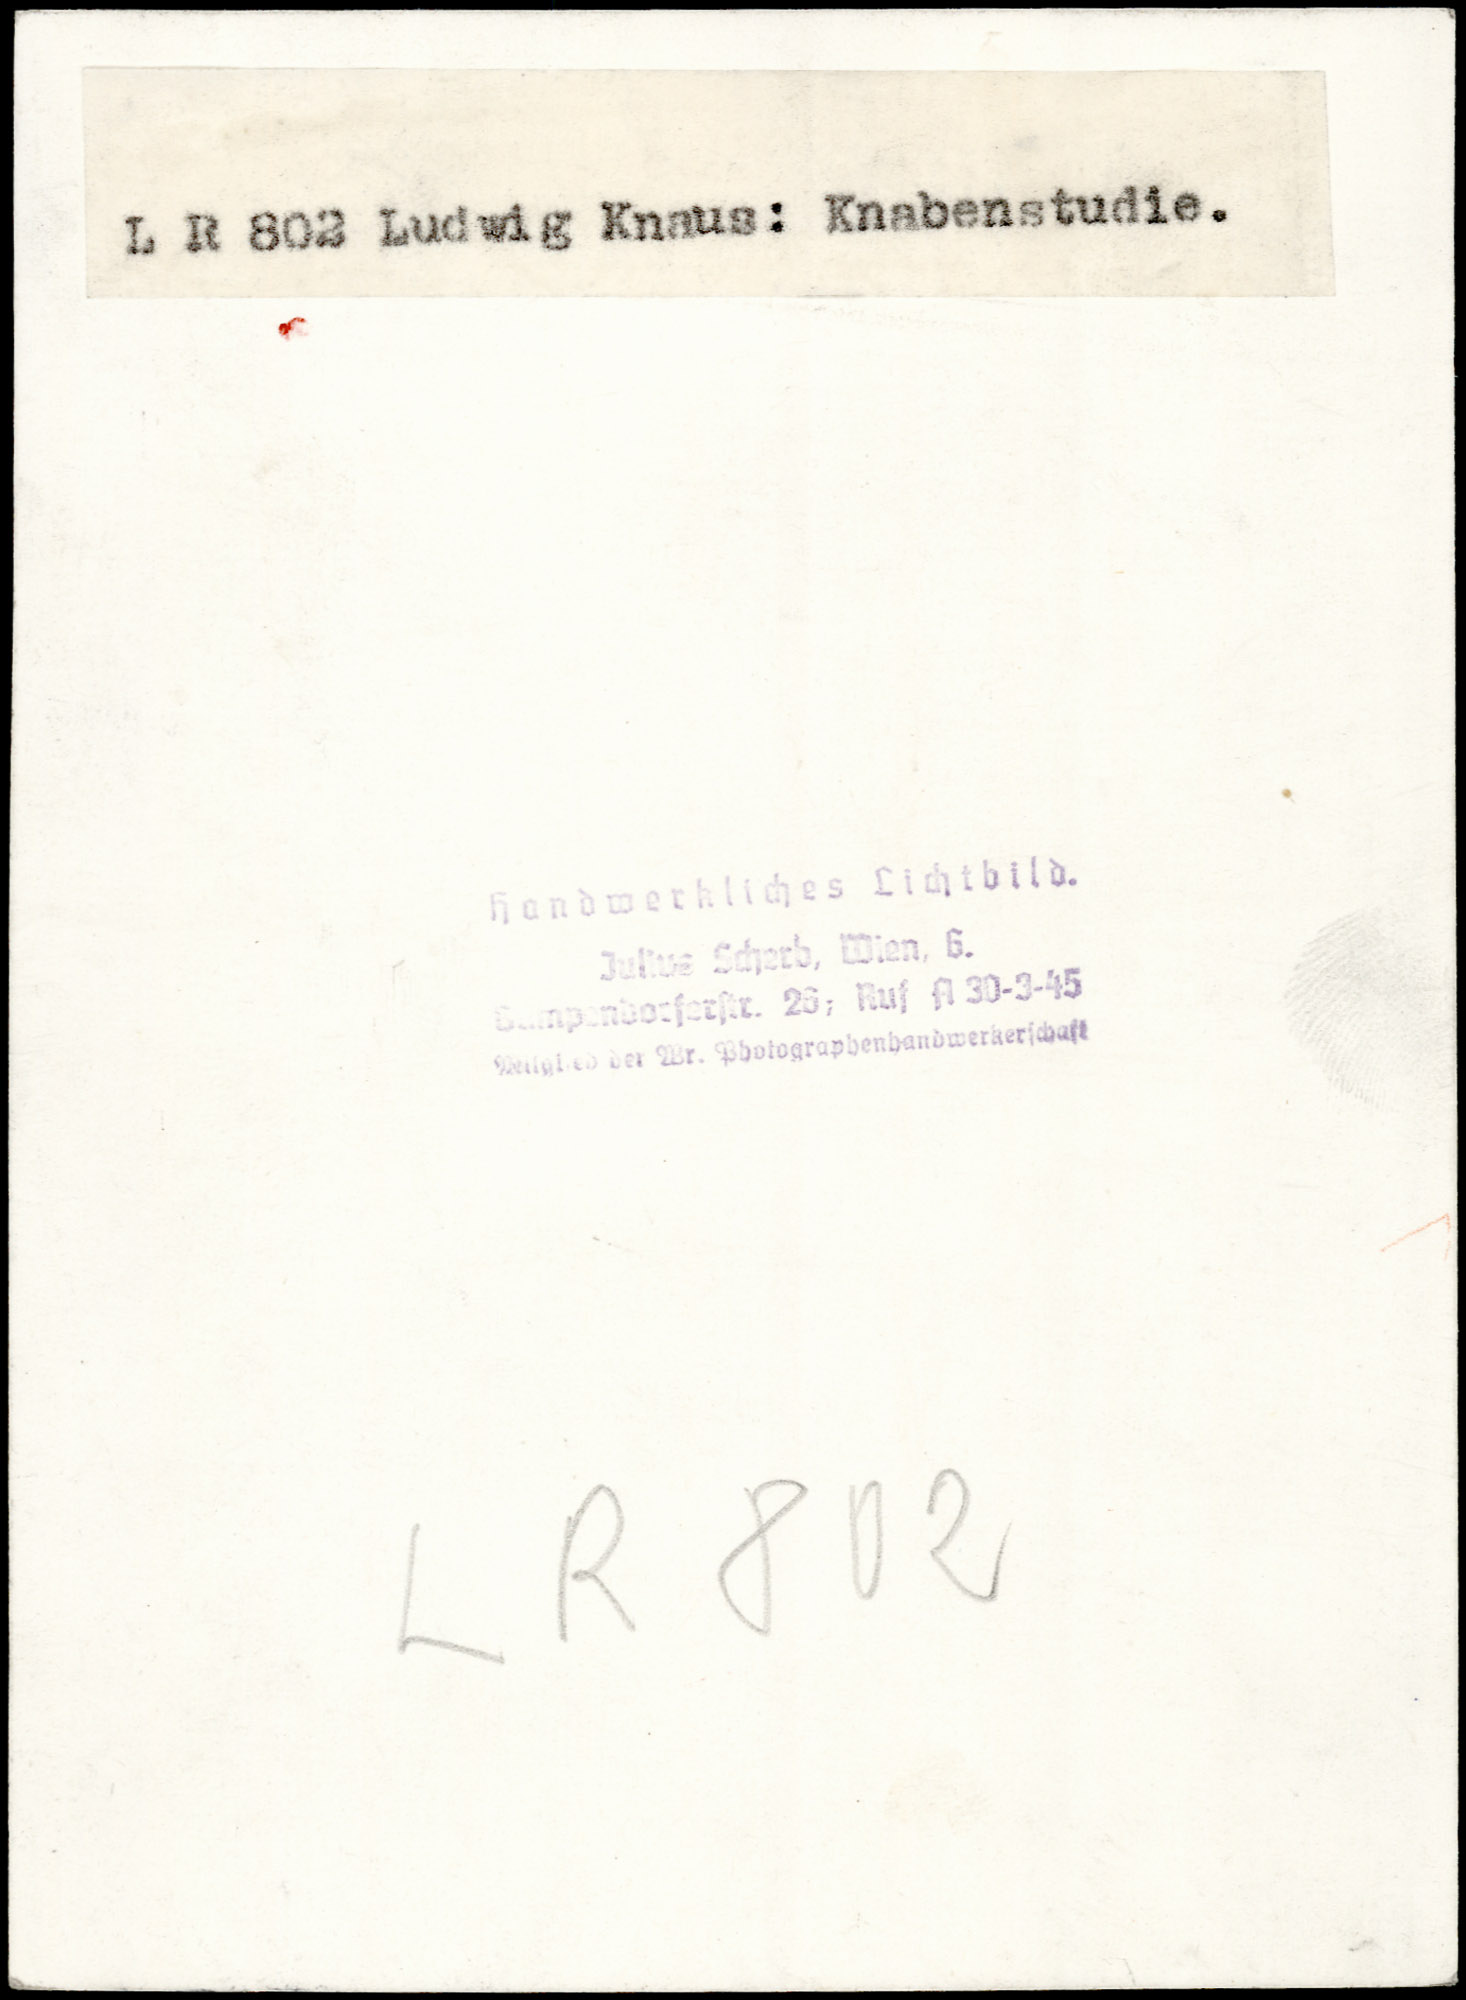 L R 802 Ludwig Knaus: Knabenstudie.
Handwerkliches Lichtbild.
Julius Scherb, Wien, 6.
Gumpendorferstr. 26; Ruf A 30-3-45
Mitglied der Wr. Photographenhandwerkerschaft
L R 802